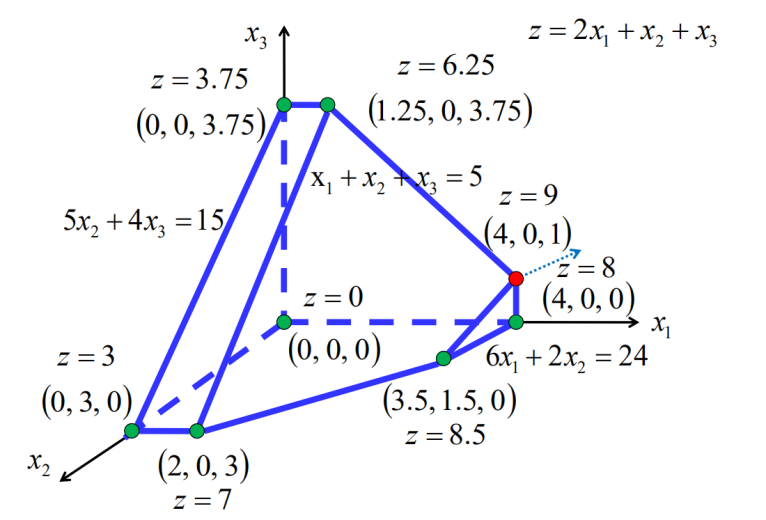 x₃
z = 2x₁ + x₂ + x₃
z = 3.75
(0, 0, 3.75)
z = 6.25
(1.25, 0, 3.75)
x₁ + x₂ + x₃ = 5
5x₂ + 4x₃ = 15
z = 9
(4, 0, 1)
z = 8
(4, 0, 0)
z = 0
(0, 0, 0)
x₁
6x₁ + 2x₂ = 24
z = 3
(0, 3, 0)
(3.5, 1.5, 0)
z = 8.5
x₂
(2, 0, 3)
z = 7